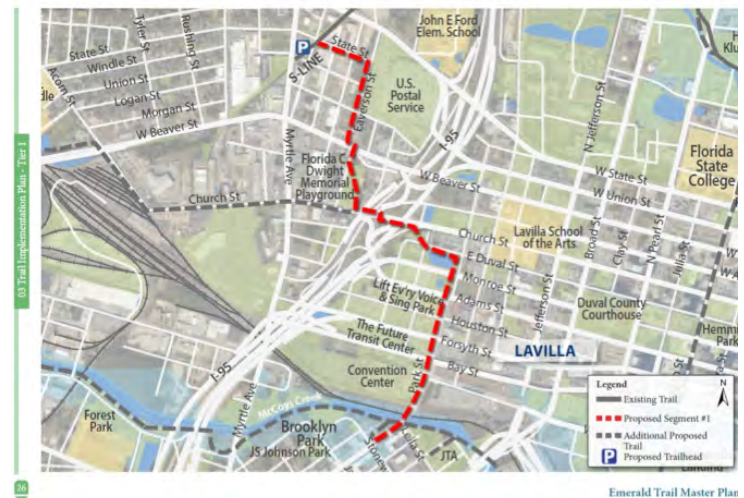 03 Trail Implementation Plan - Tier 1
26
John E Ford
Elem. School
State St
Tyler St
Rushing St
State St
Windle St
Union St
Logan St
Morgan St
W Beaver St
Acorn St
S-LINE
P
Eaverson St
U.S.
Postal
Service
I-95
N Jefferson St
Florida
State
College
Myrtle Ave
Florida C.
Dwight
Memorial
Playground
W Beaver St
W State St
W Union St
Church St
Church St
Lavilla School
of the Arts
Broad St
Clay St
N Pearl St
Julia St
E Duval St
Monroe St
Adams St
Lift Ev'ry Voice
& Sing Park
Houston St
Jefferson St
Duval County
Courthouse
Park
The Future
Transit Center
Forsyth St
LAVILLA
Bay St
Convention
Center
Park St
I-95
Myrtle Ave
McCoys Creek
Forest
Park
Brooklyn
Park
JS Johnson Park
JTA
Legend
N
Existing Trail
Proposed Segment #1
Additional Proposed
Trail
P Proposed Trailhead
Emerald Trail Master Plan